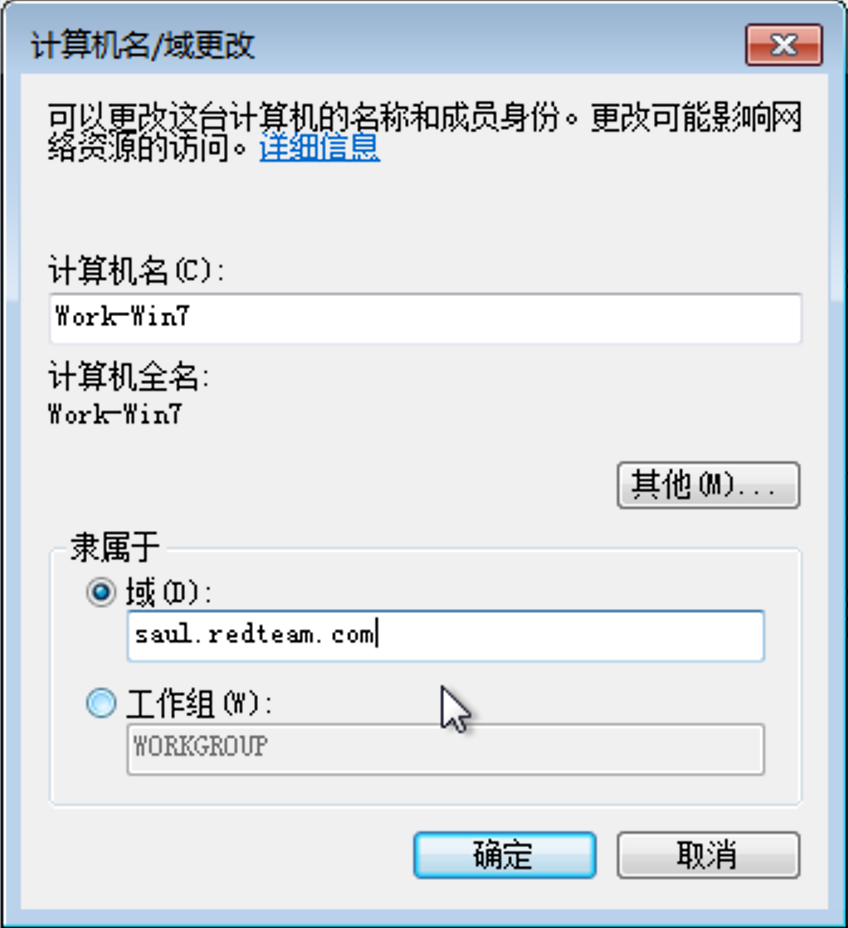 计算机名/域更改
可以更改这台计算机的名称和成员身份。更改可能影响网
络资源的访问。详细信息
计算机名(C):
Work-Win7
计算机全名:
Work-Win7
其他(M)...
隶属于
域(D):
saul.redteam.com
工作组(W):
WORKGROUP
确定 取消